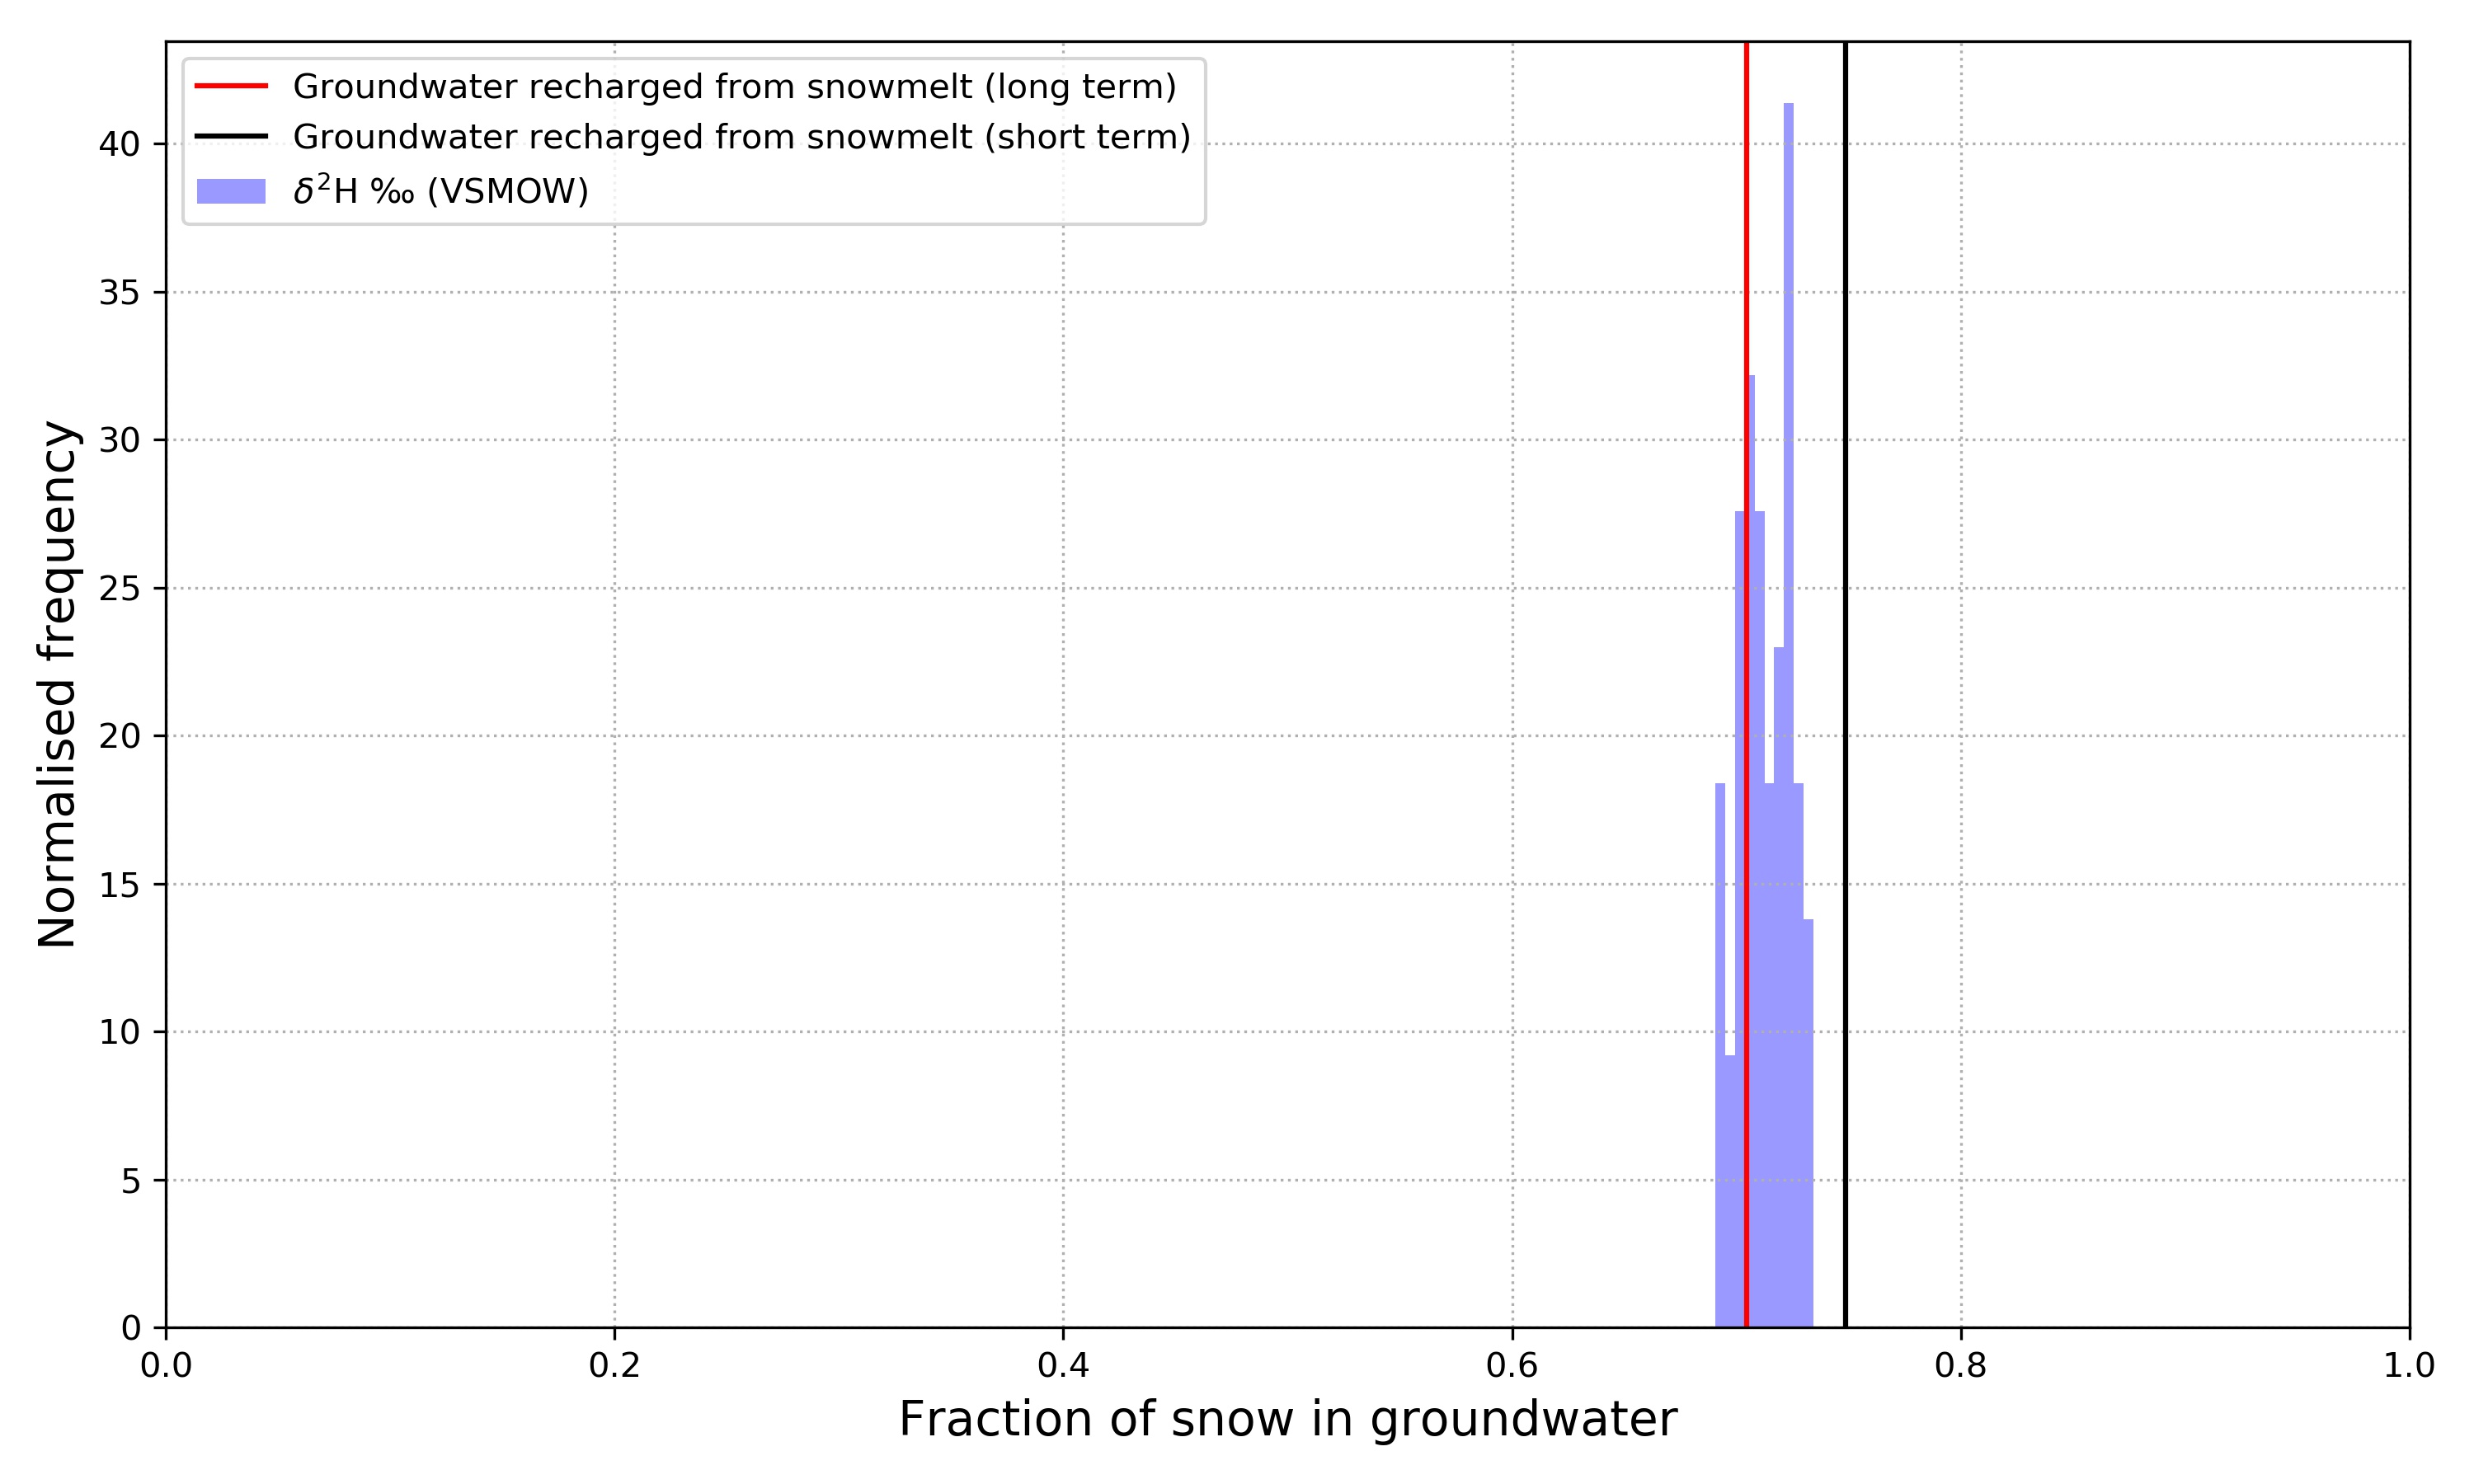 Groundwater recharged from snowmelt (long term)
Groundwater recharged from snowmelt (short term)
δ²H ‰ (VSMOW)
40
35
30
25
20
15
10
5
0
Normalised frequency
0.0 0.2 0.4 0.6 0.8 1.0
Fraction of snow in groundwater